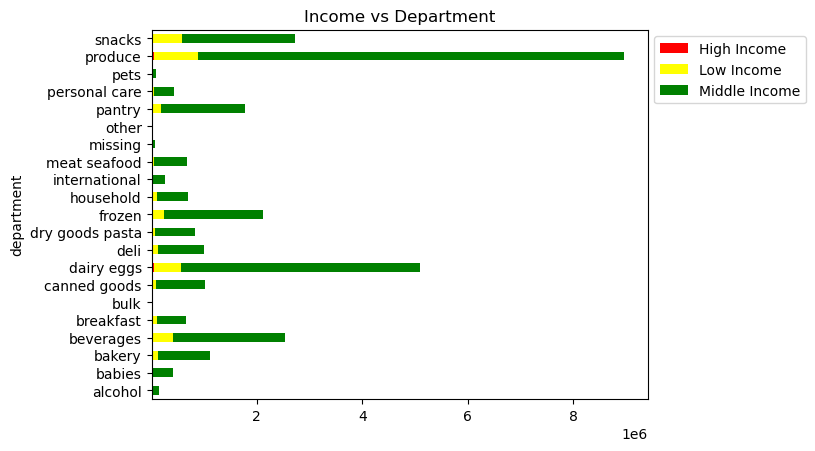 Income vs Department
snacks
produce
pets
personal care
pantry
other
missing
meat seafood
international
household
frozen
dry goods pasta
deli
dairy eggs
canned goods
bulk
breakfast
beverages
bakery
babies
alcohol
department
2 4 6 8
1e6
High Income
Low Income
Middle Income